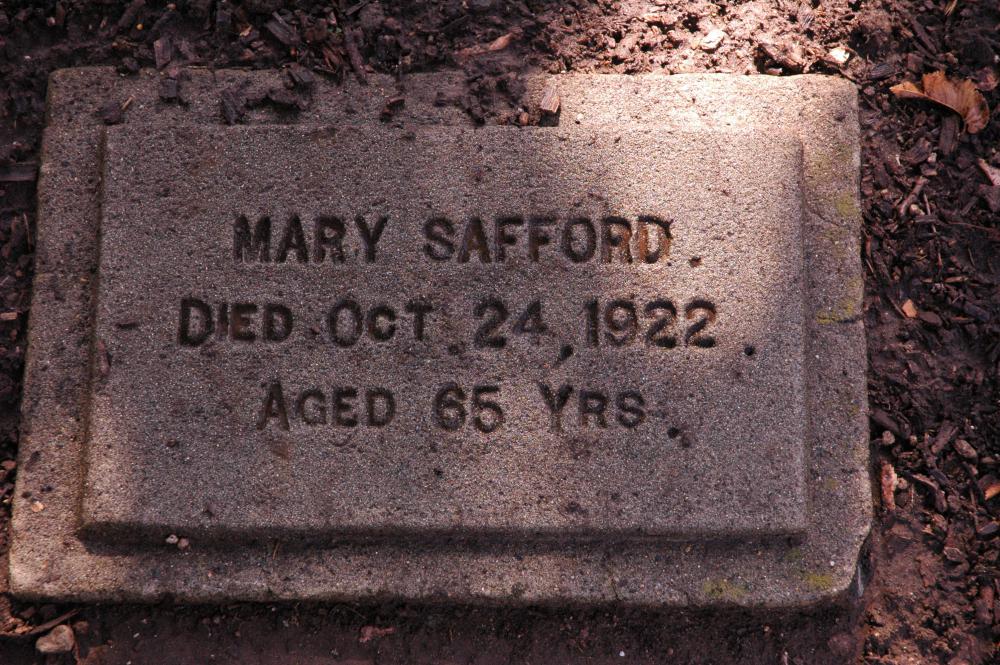 MARY SAFFORD.
DIED OCT. 24, 1922.
AGED 65 YRS.